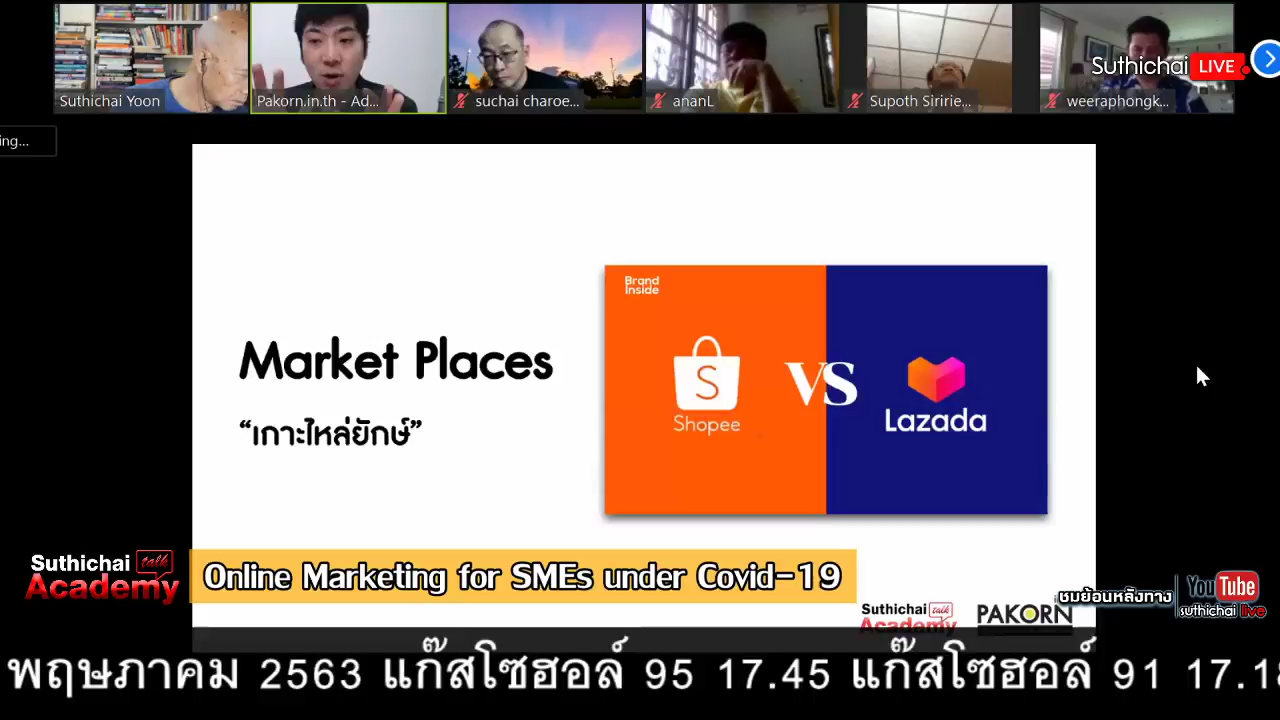 Suthichai Yoon
Pakorn.in.th - Ad...
suchai charoe...
ananL
Supoth Siririe...
weeraphongk...
Suthichai LIVE
ing...
Brand
Inside
Market Places
“เกาะไหล่ยักษ์”
S
Shopee
VS
Lazada
Suthichai talk
Academy
Online Marketing for SMEs under Covid-19
ชมย้อนหลังทาง
YouTube
suthichai live
Suthichai talk
Academy
PAKORN
พฤษภาคม 2563 แก๊สโซฮอล์ 95 17.45 แก๊สโซฮอล์ 91 17.18